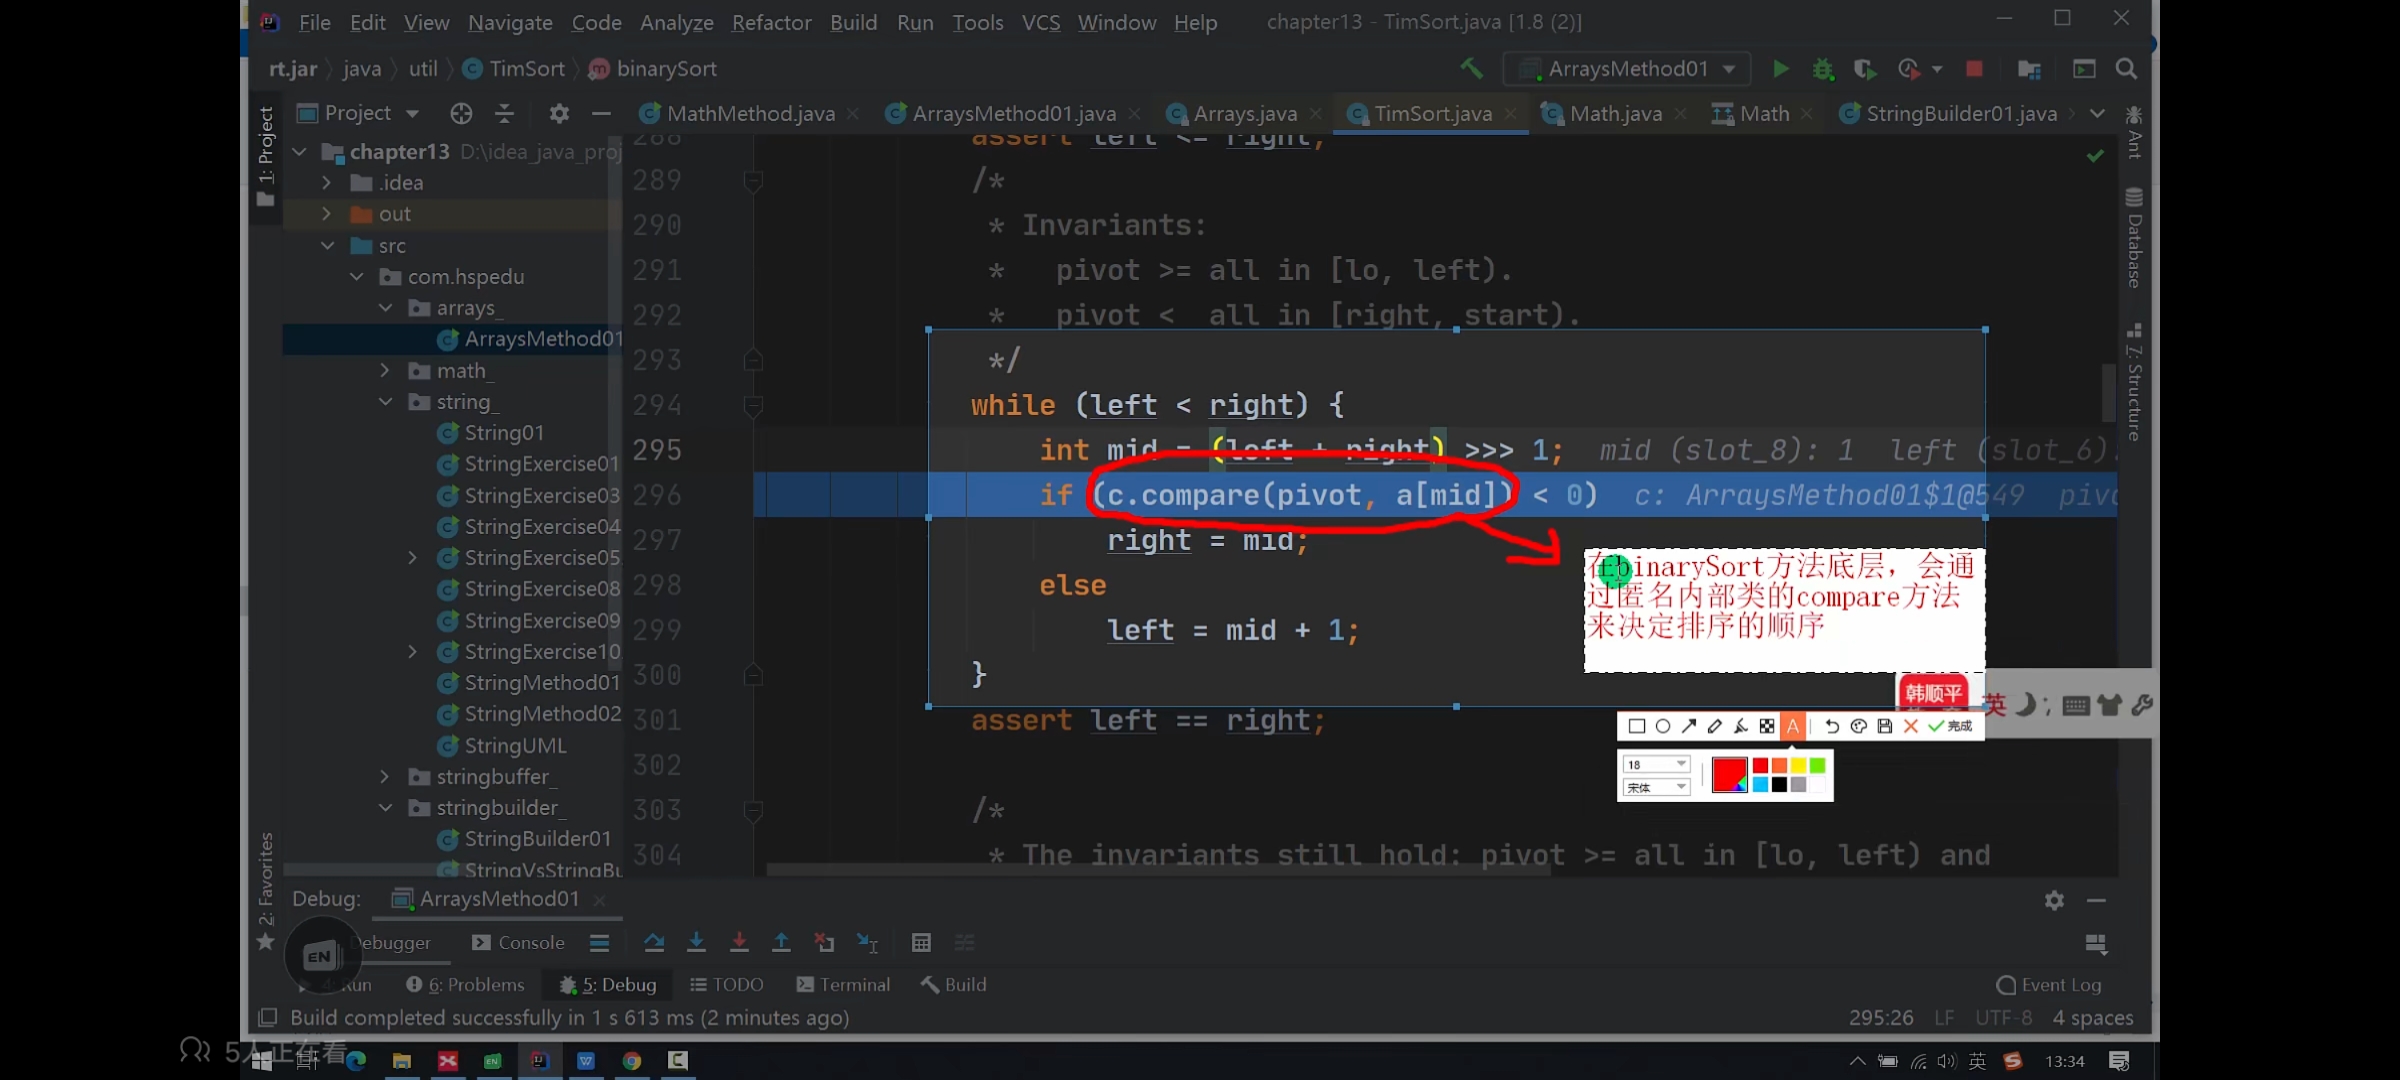 File Edit View Navigate Code Analyze Refactor Build Run Tools VCS Window Help chapter13 - TimSort.java [1.8 (2)]
rt.jar java util TimSort binarySort ArraysMethod01
Project MathMethod.java ArraysMethod01.java Arrays.java TimSort.java Math.java Math StringBuilder01.java
1: Project
2: Favorites
Ant
Database
7: Structure
chapter13 D:\idea_java_proj
.idea
out
src
com.hspedu
arrays_
ArraysMethod01
math_
string_
String01
StringExercise01
StringExercise03
StringExercise04
StringExercise05
StringExercise08
StringExercise09
StringExercise10
StringMethod01
StringMethod02
StringUML
stringbuffer_
stringbuilder_
StringBuilder01
StringVsStringBu
288 assert left <= right;
289 /*
290 * Invariants:
291 * pivot >= all in [lo, left).
292 * pivot < all in [right, start).
293 */
294 while (left < right) {
295 int mid = (left + right) >>> 1; mid (slot_8): 1 left (slot_6):
296 if (c.compare(pivot, a[mid]) < 0) c: ArraysMethod01$1@549 pivo
297 right = mid;
298 else
299 left = mid + 1;
300 }
301 assert left == right;
302
303 /*
304 * The invariants still hold: pivot >= all in [lo, left) and
在binarySort方法底层，会通
过匿名内部类的compare方法
来决定排序的顺序
韩顺平
英
完成
18
宋体
Debug: ArraysMethod01
Debugger Console
EN
4: Run 6: Problems 5: Debug TODO Terminal Build Event Log
Build completed successfully in 1 s 613 ms (2 minutes ago) 295:26 LF UTF-8 4 spaces
5人正在看
英 13:34